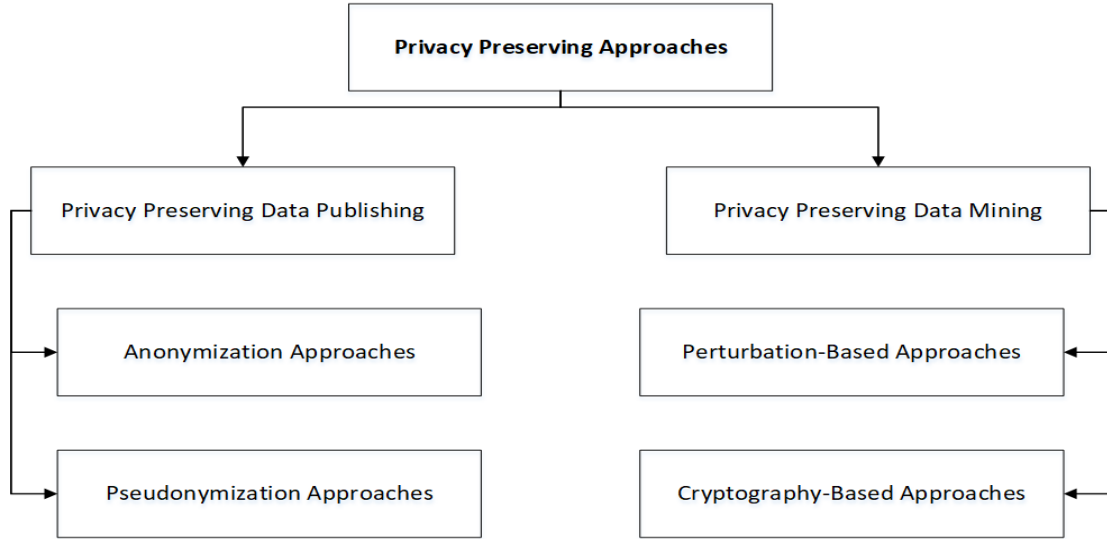 Privacy Preserving Approaches
Privacy Preserving Data Publishing
Privacy Preserving Data Mining
Anonymization Approaches
Perturbation-Based Approaches
Pseudonymization Approaches
Cryptography-Based Approaches